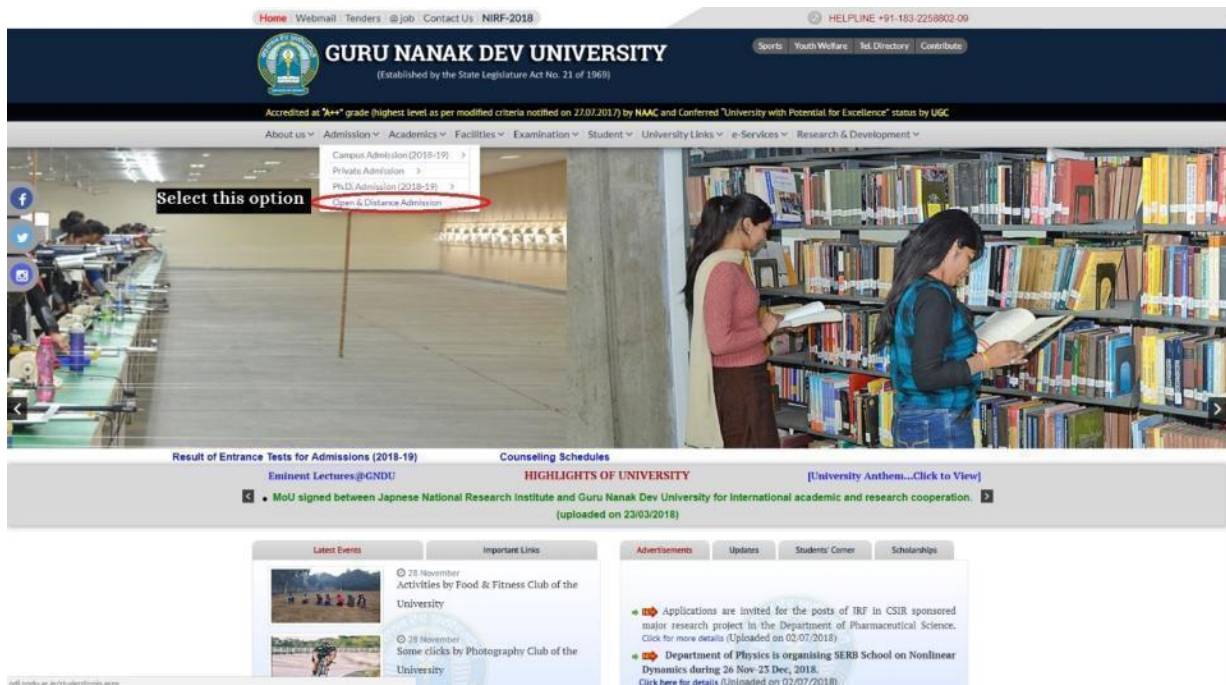 Home Webmail Tenders @job Contact Us NIRF-2018
HELPLINE +91-183-2258802-09
GURU NANAK DEV UNIVERSITY
(Established by the State Legislature Act No. 21 of 1969)
Sports Youth Welfare Tel. Directory Contribute
Accredited at "A++" grade (highest level as per modified criteria notified on 27.07.2017) by NAAC and Conferred "University with Potential for Excellence" status by UGC
About us Admission Academics Facilities Examination Student University Links e-Services Research & Development
Campus Admission (2018-19)
Private Admission
Ph.D. Admission (2018-19)
Select this option
Open & Distance Admission
Result of Entrance Tests for Admissions (2018-19) Counseling Schedules
Eminent Lectures@GNDU HIGHLIGHTS OF UNIVERSITY [University Anthem...Click to View]
MoU signed between Japnese National Research Institute and Guru Nanak Dev University for International academic and research cooperation.
(uploaded on 23/03/2018)
Latest Events Important Links
28 November
Activities by Food & Fitness Club of the
University
28 November
Some clicks by Photography Club of the
University
Advertisements Updates Students' Corner Scholarships
Applications are invited for the posts of JRF in CSIR sponsored
major research project in the Department of Pharmaceutical Science.
Click for more details (Uploaded on 02/07/2018)
Department of Physics is organising SERB School on Nonlinear
Dynamics during 26 Nov-23 Dec, 2018.
Click here for details (Uploaded on 02/07/2018)